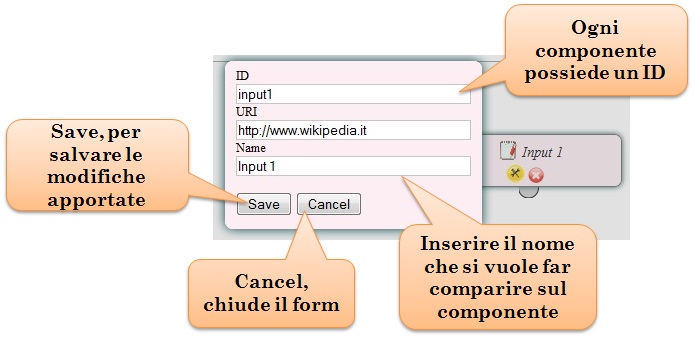 Ogni
componente
possiede un ID
ID
input1
URI
http://www.wikipedia.it
Name
Input 1
Save
Cancel
Input 1
Save, per
salvare le
modifiche
apportate
Cancel,
chiude il form
Inserire il nome
che si vuole far
comparire sul
componente